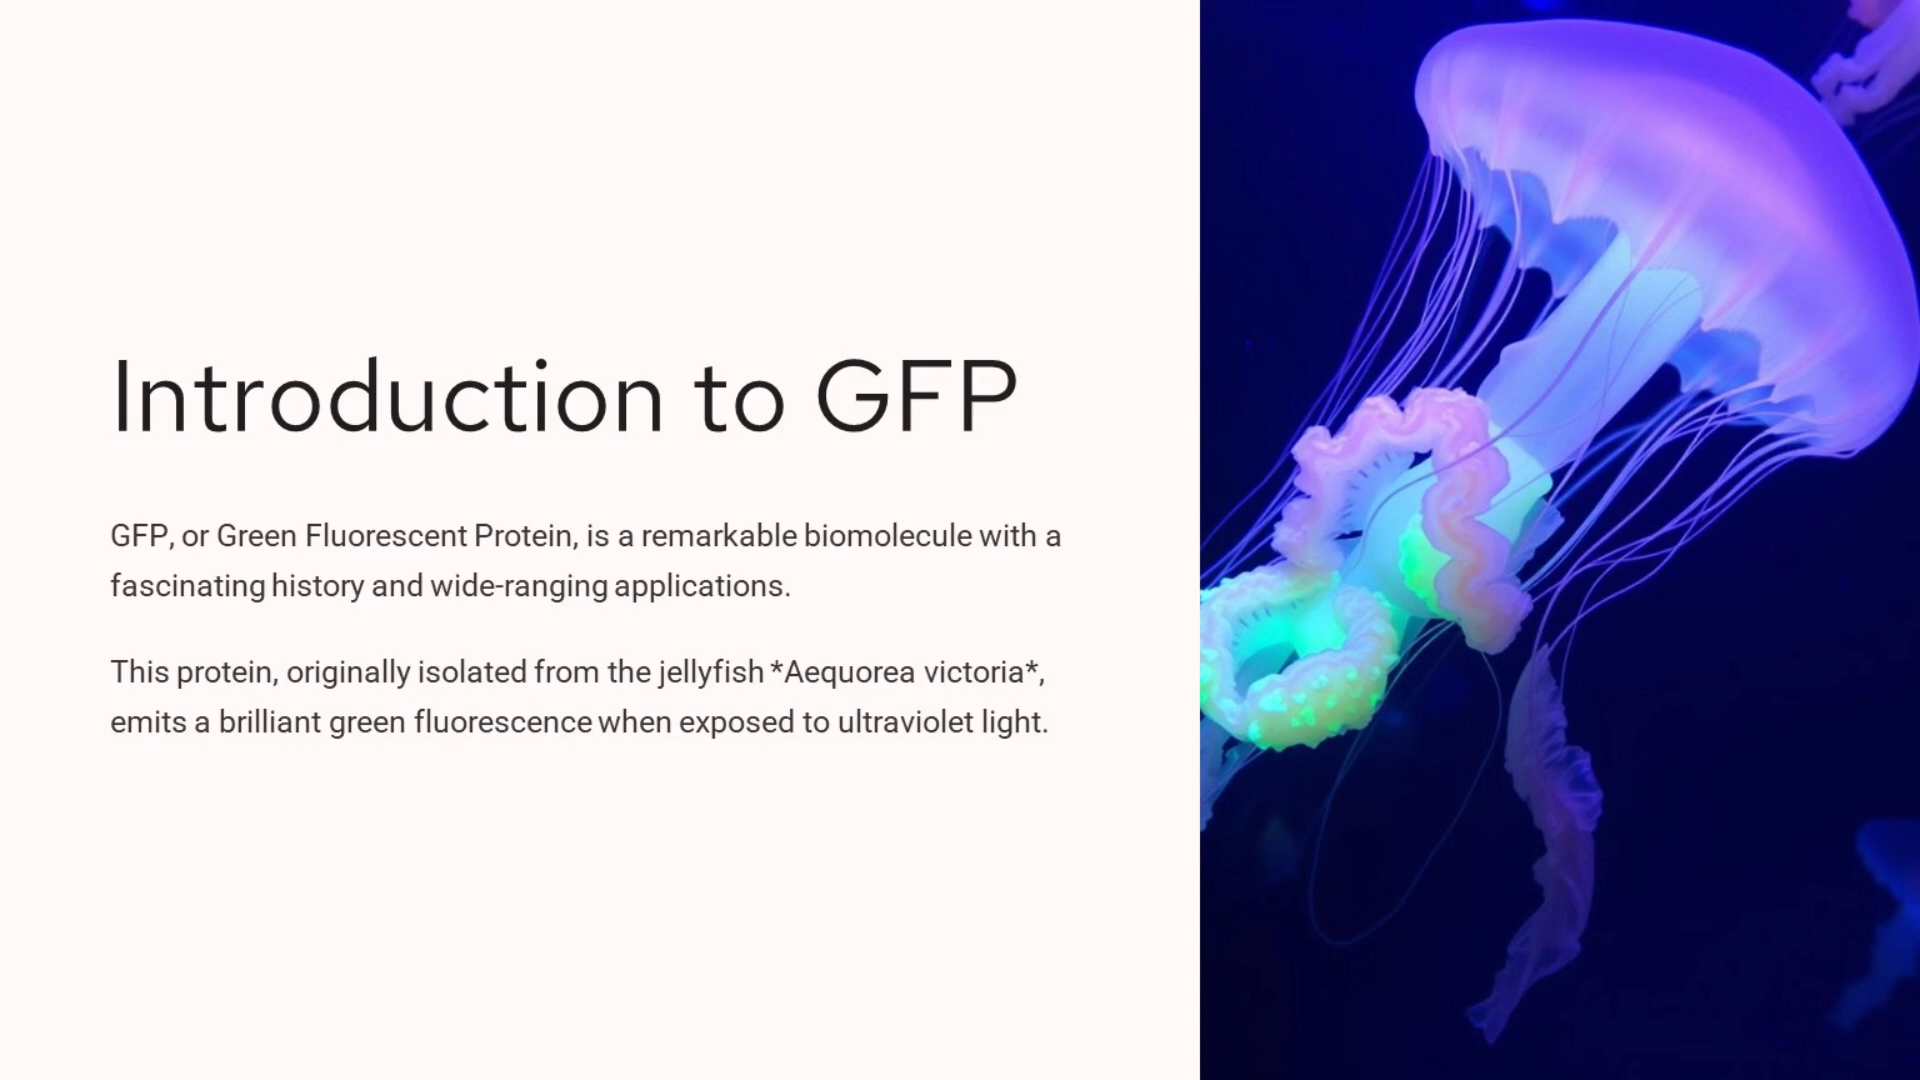 Introduction to GFP
GFP, or Green Fluorescent Protein, is a remarkable biomolecule with a
fascinating history and wide-ranging applications.
This protein, originally isolated from the jellyfish *Aequorea victoria*,
emits a brilliant green fluorescence when exposed to ultraviolet light.